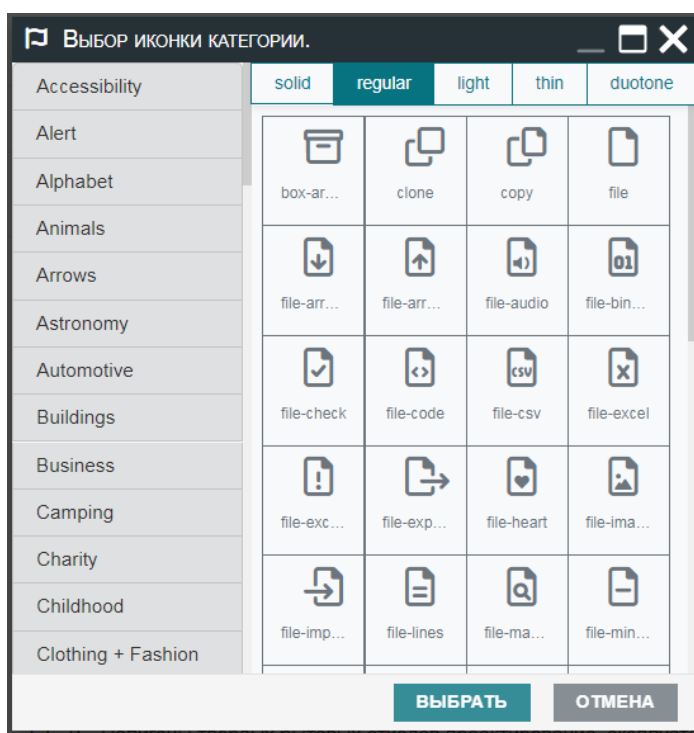 Выбор иконки категории.
Accessibility
Alert
Alphabet
Animals
Arrows
Astronomy
Automotive
Buildings
Business
Camping
Charity
Childhood
Clothing + Fashion
solid regular light thin duotone
box-ar... clone copy file
file-arr... file-arr... file-audio file-bin...
01
file-check file-code file-csv file-excel
CSV
file-exc... file-exp... file-heart file-ima...
file-imp... file-lines file-ma... file-min...
ВЫБРАТЬ ОТМЕНА